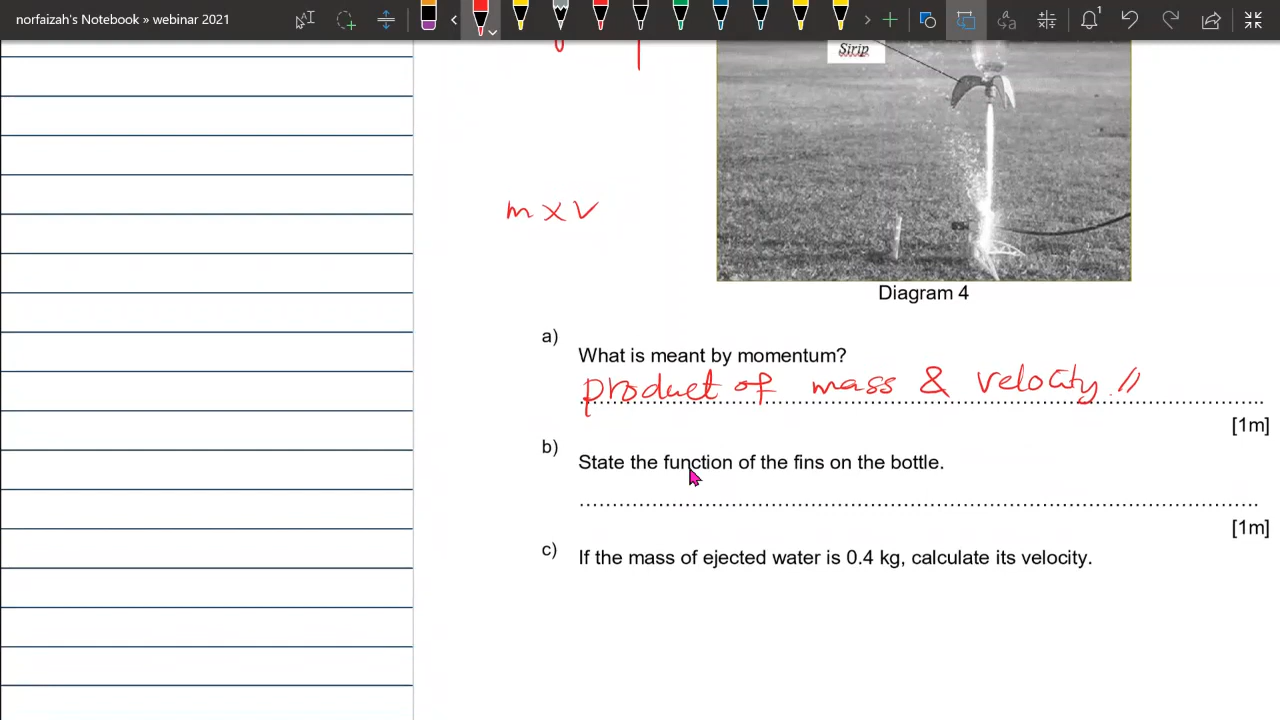 norfaizah's Notebook » webinar 2021
Sirip
m x v
Diagram 4
a)
What is meant by momentum?
product of mass & velocity. //
[1m]
b)
State the function of the fins on the bottle.
[1m]
c)
If the mass of ejected water is 0.4 kg, calculate its velocity.